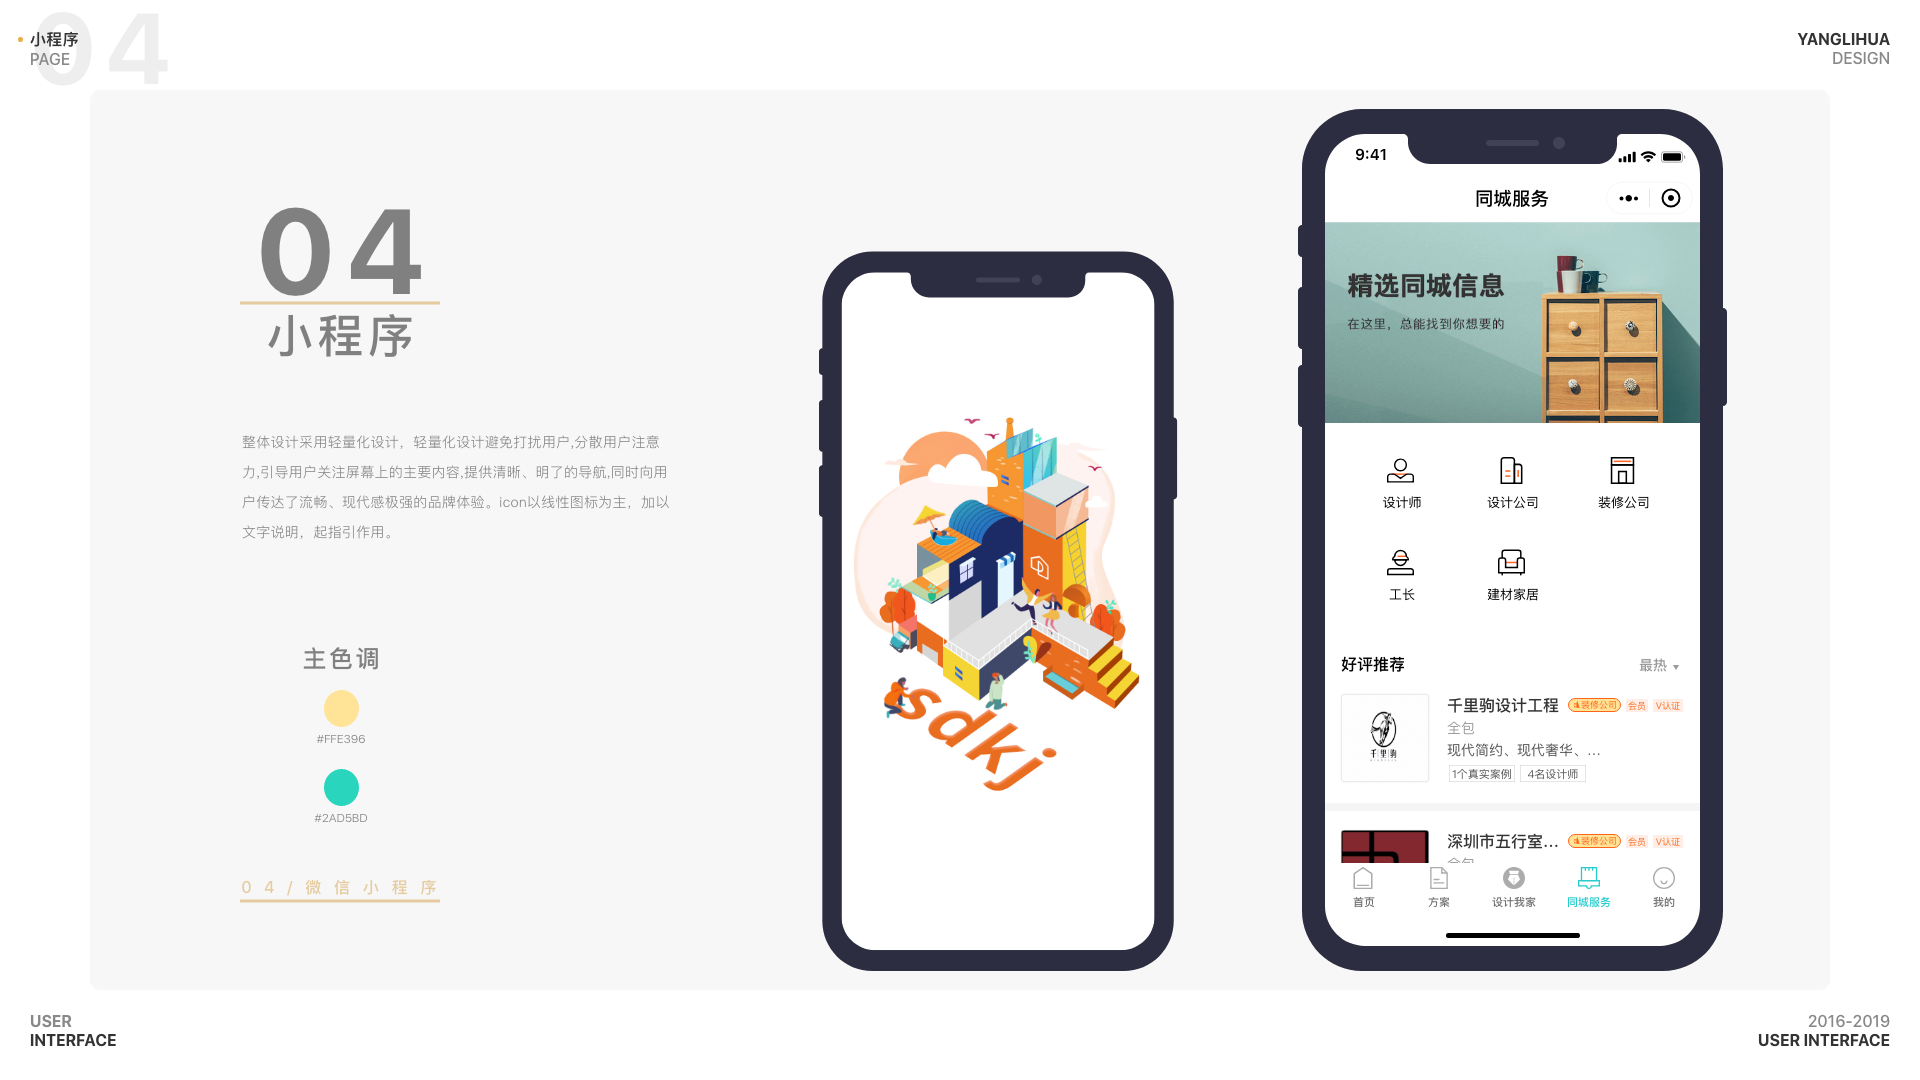 04
小程序
PAGE
YANGLIHUA
DESIGN
04
小程序
整体设计采用轻量化设计，轻量化设计避免打扰用户,分散用户注意
力,引导用户关注屏幕上的主要内容,提供清晰、明了的导航,同时向用
户传达了流畅、现代感极强的品牌体验。icon以线性图标为主，加以
文字说明，起指引作用。
主色调
#FFE396
#2AD5BD
04/微信小程序
sdkj
9:41
同城服务
精选同城信息
在这里，总能找到你想要的
设计师
设计公司
装修公司
工长
建材家居
好评推荐
最热
千里驹设计工程 装修公司 会员 V认证
全包
现代简约、现代奢华、...
1个真实案例 4名设计师
千里驹
深圳市五行室... 装修公司 会员 V认证
全包
首页
方案
设计我家
同城服务
我的
USER
INTERFACE
2016-2019
USER INTERFACE